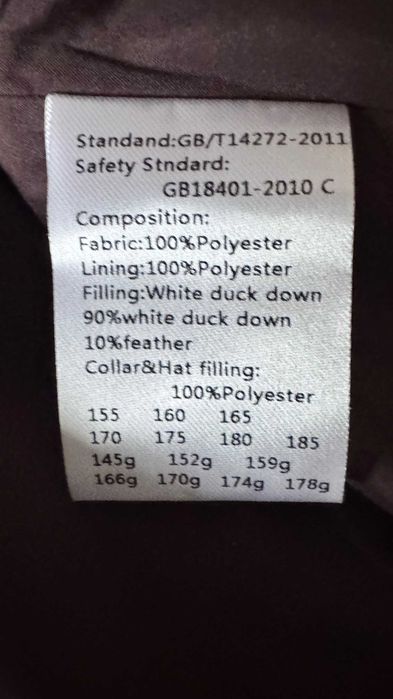 Standand:GB/T14272-2011
Safety Stndard:
GB18401-2010 C
Composition:
Fabric:100%Polyester
Lining:100%Polyester
Filling:White duck down
90%white duck down
10%feather
Collar&Hat filling:
100%Polyester
155 160 165
170 175 180 185
145g 152g 159g
166g 170g 174g 178g